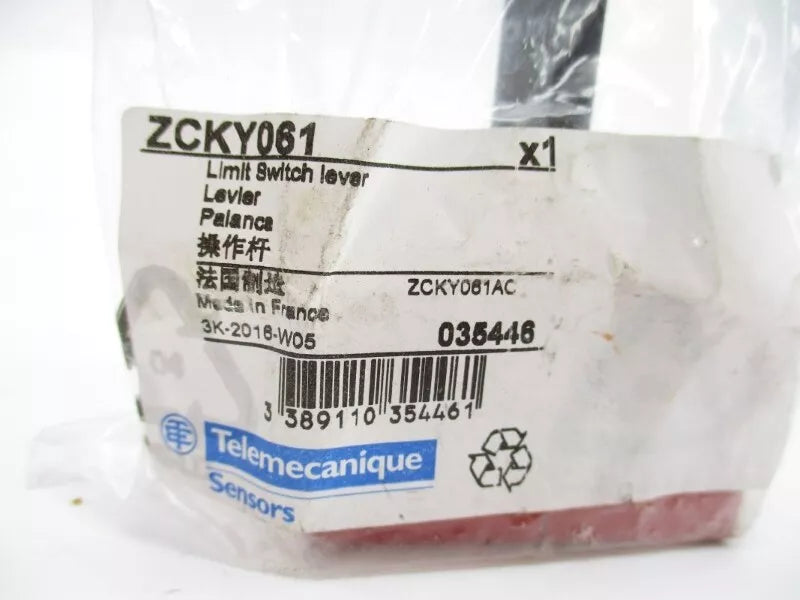 ZCKY061 x1
Limit Switch lever
Levier
Palanca
操作杆
法国制造 ZCKY061AC
Made in France
3K-2016-W05 035446
3 389110 354461
Telemecanique
Sensors